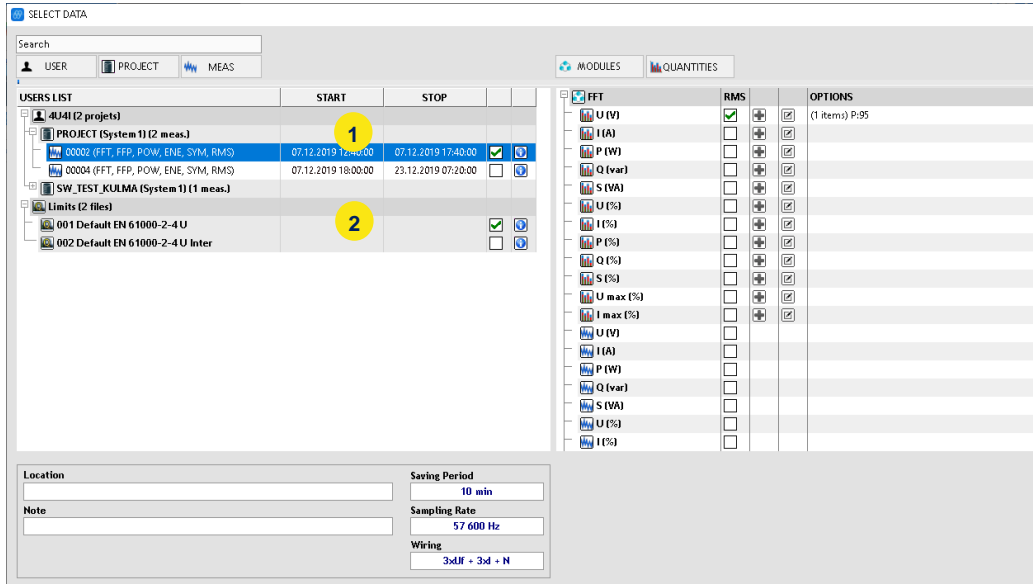 SELECT DATA
Search
USER PROJECT MEAS
MODULES QUANTITIES
USERS LIST START STOP
4U4I (2 projets)
PROJECT (System 1) (2 meas.)
1
00002 (FFT, FFP, POW, ENE, SYM, RMS) 07.12.2019 12:40:00 07.12.2019 17:40:00
00004 (FFT, FFP, POW, ENE, SYM, RMS) 07.12.2019 18:00:00 23.12.2019 07:20:00
SW_TEST_KULMA (System 1) (1 meas.)
Limits (2 files)
2
001 Default EN 61000-2-4 U
002 Default EN 61000-2-4 U Inter
FFT RMS OPTIONS
U (V) (1 items) P:95
I (A)
P (W)
Q (var)
S (VA)
U (%)
I (%)
P (%)
Q (%)
S (%)
U max (%)
I max (%)
U (V)
I (A)
P (W)
Q (var)
S (VA)
U (%)
I (%)
Location
Note
Saving Period
10 min
Sampling Rate
57 600 Hz
Wiring
3xUf + 3xI + N